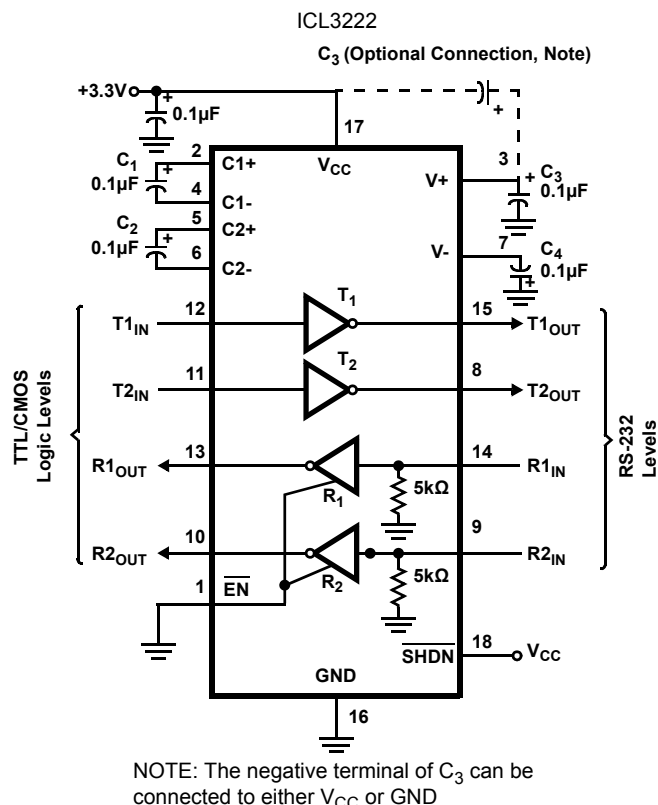 ICL3222
C3 (Optional Connection, Note)
+3.3V
+
0.1µF
17
VCC
+
2
C1
0.1µF
+
C1+
4
C1-
5
C2
0.1µF
+
C2+
6
C2-
V+
3
+
C3
0.1µF
V-
7
C4
0.1µF
+
TTL/CMOS
Logic Levels
RS-232
Levels
T1IN
12
T1
15
T1OUT
T2IN
11
T2
8
T2OUT
R1OUT
13
R1
14
R1IN
5kΩ
R2OUT
10
R2
9
R2IN
5kΩ
1
EN
SHDN
18
VCC
GND
16
NOTE: The negative terminal of C3 can be
connected to either VCC or GND